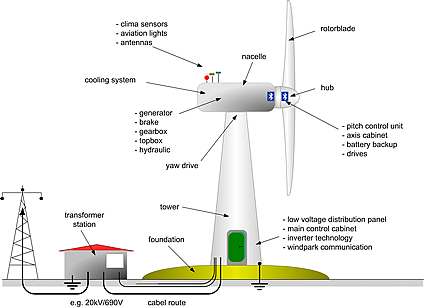 - clima sensors
- aviation lights
- antennas
rotorblade
nacelle
cooling system
hub
- generator
- brake
- gearbox
- topbox
- hydraulic
- pitch control unit
- axis cabinet
- battery backup
- drives
yaw drive
tower
transformer
station
- low voltage distribution panel
- main control cabinet
- inverter technology
- windpark communication
foundation
e.g. 20kV/690V
cabel route